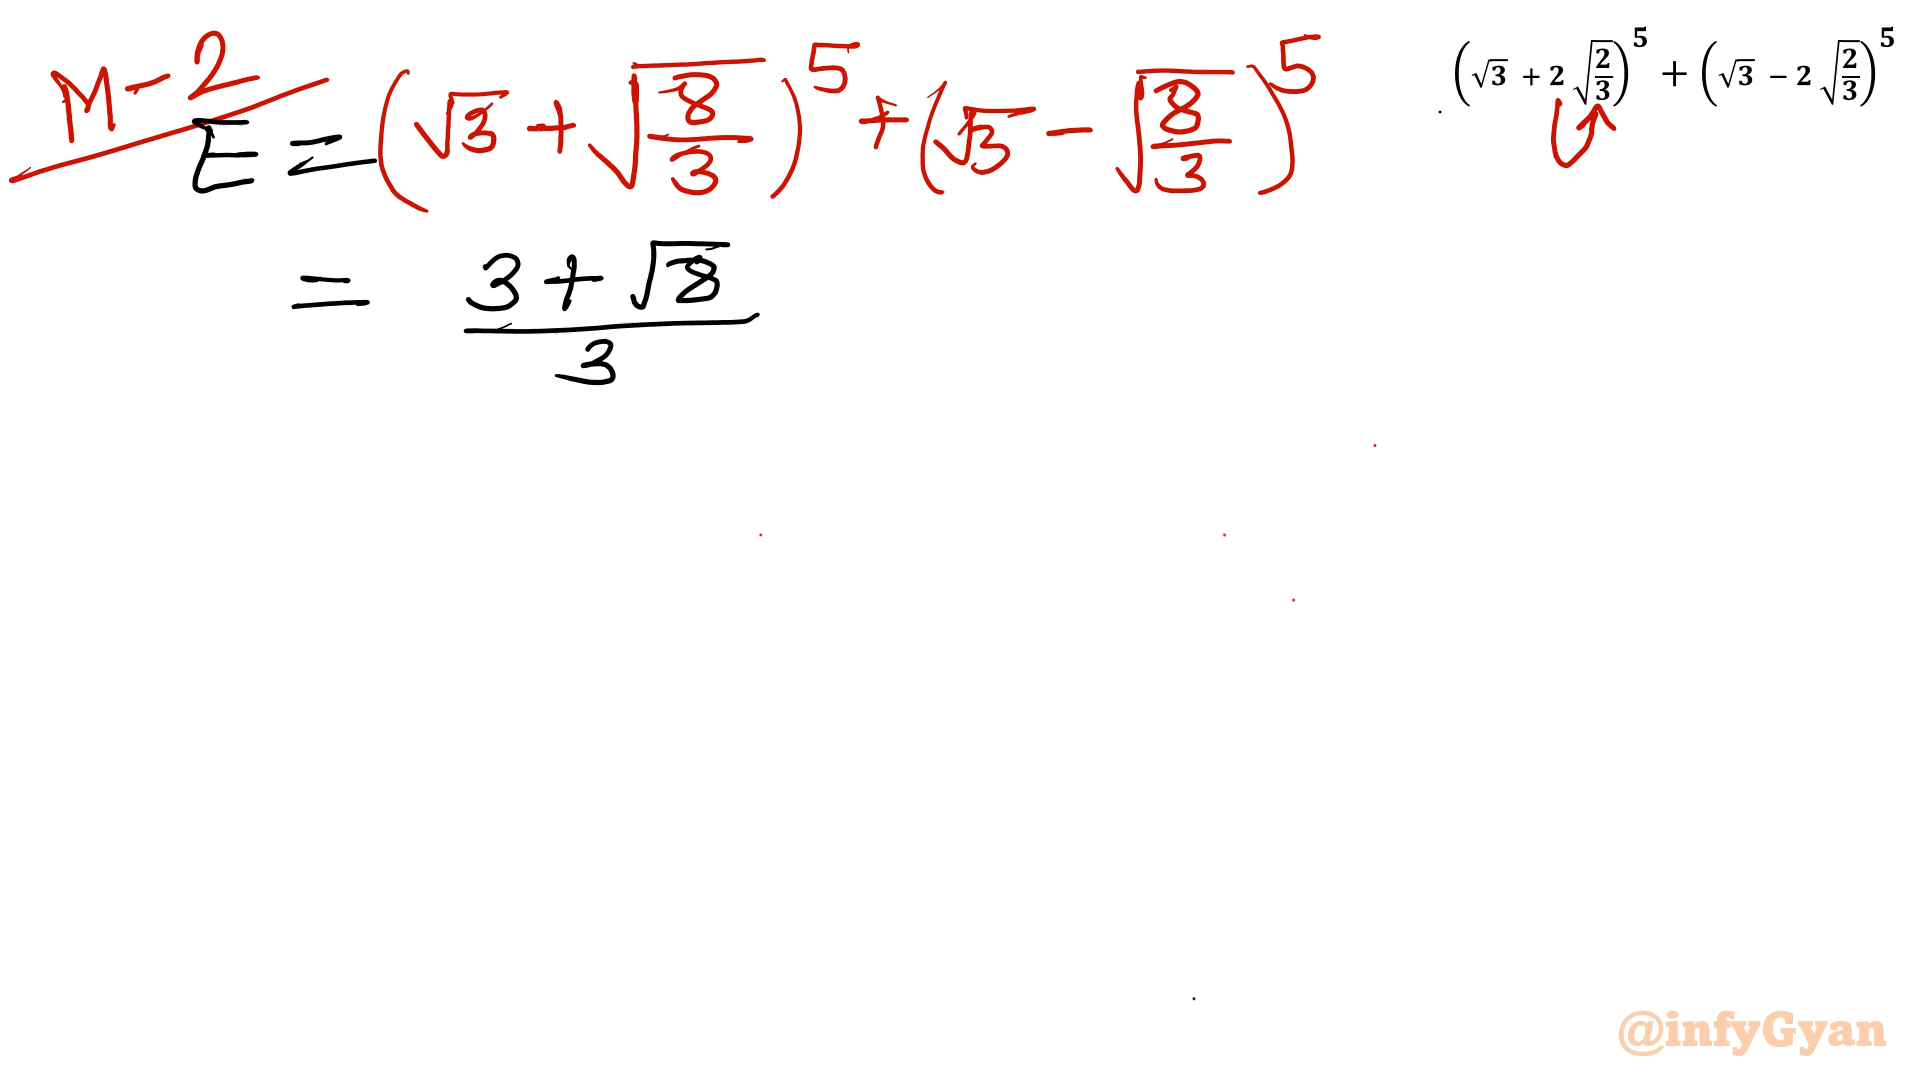 M-2
E = (√3 + √(8/3))^5 + (√3 - √(8/3))^5
(√3 + 2√(2/3))^5 + (√3 - 2√(2/3))^5
= (3 + √8)/3
@infyGyan